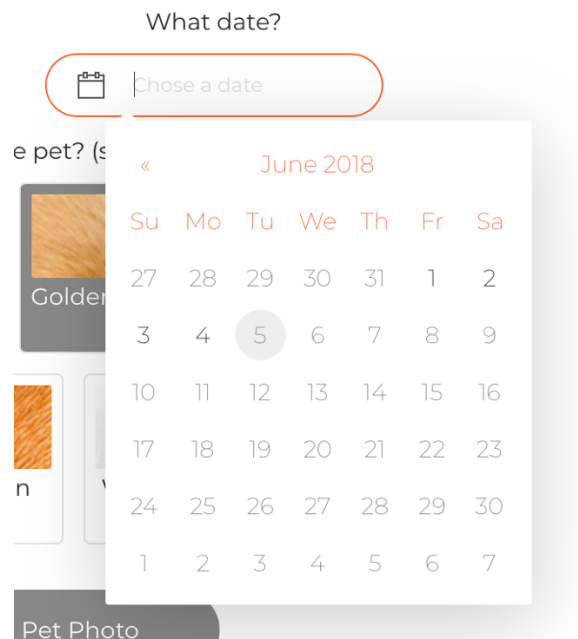 What date?
Chose a date
e pet? (s
« June 2018
Su Mo Tu We Th Fr Sa
27 28 29 30 31 1 2
Golden
3 4 5 6 7 8 9
10 11 12 13 14 15 16
17 18 19 20 21 22 23
n
24 25 26 27 28 29 30
1 2 3 4 5 6 7
Pet Photo